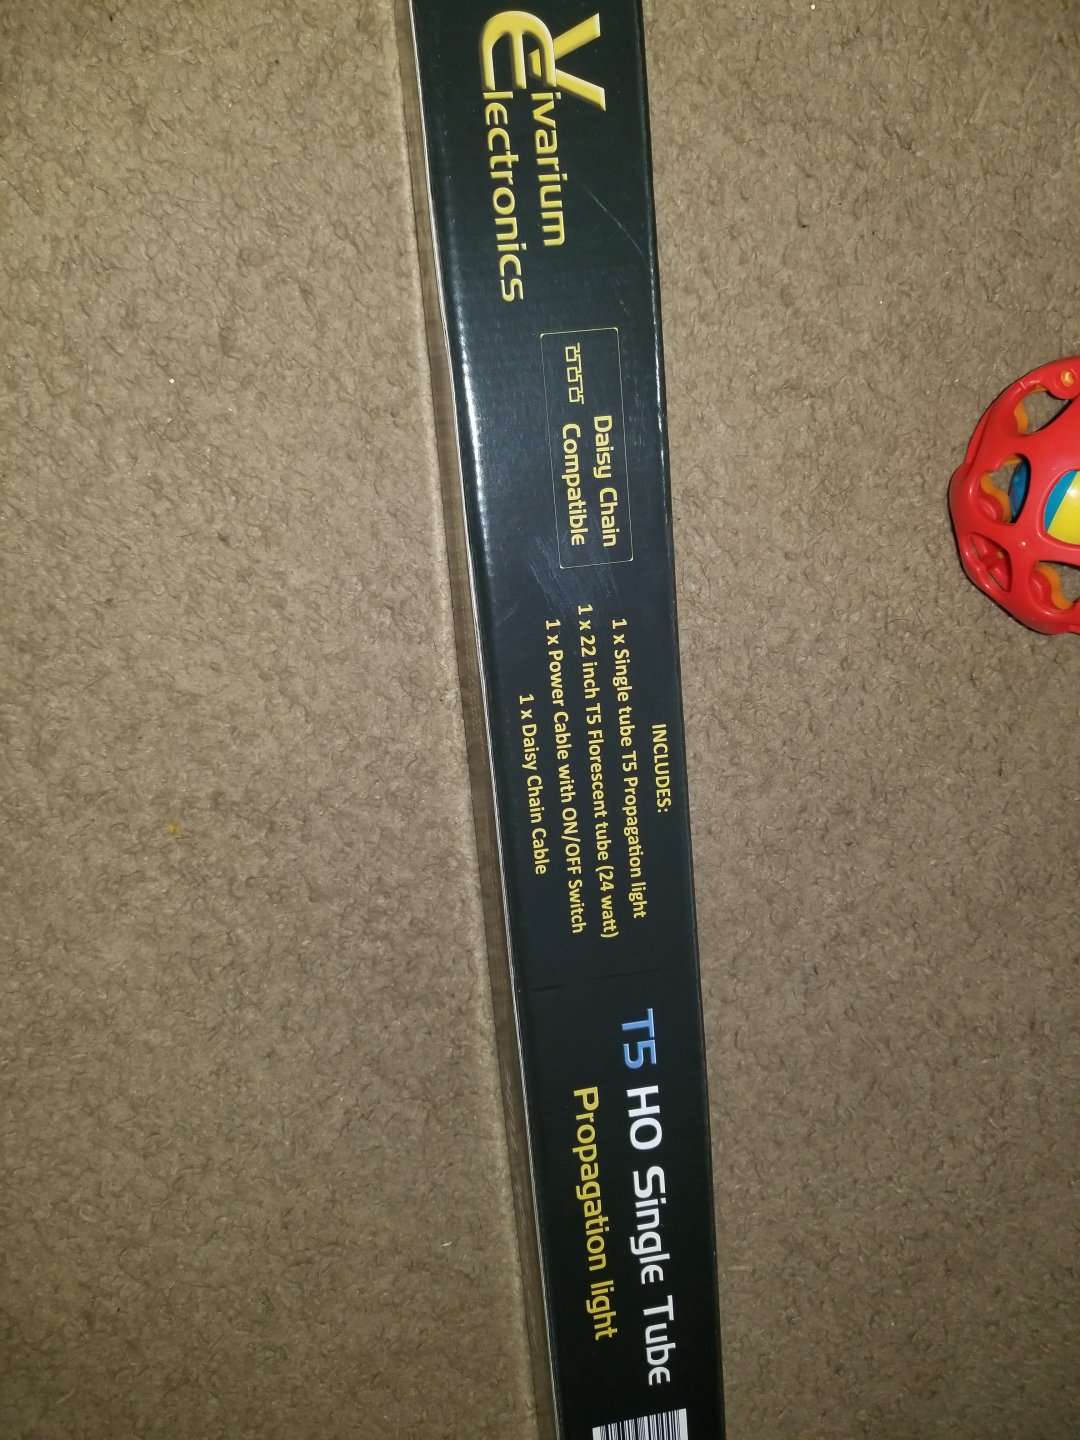 Vivarium
Electronics
Daisy Chain
Compatible
INCLUDES:
1 x Single tube T5 Propagation light
1 x 22 inch T5 Florescent tube (24 watt)
1 x Power Cable with ON/OFF Switch
1 x Daisy Chain Cable
T5 HO Single Tube
Propagation light